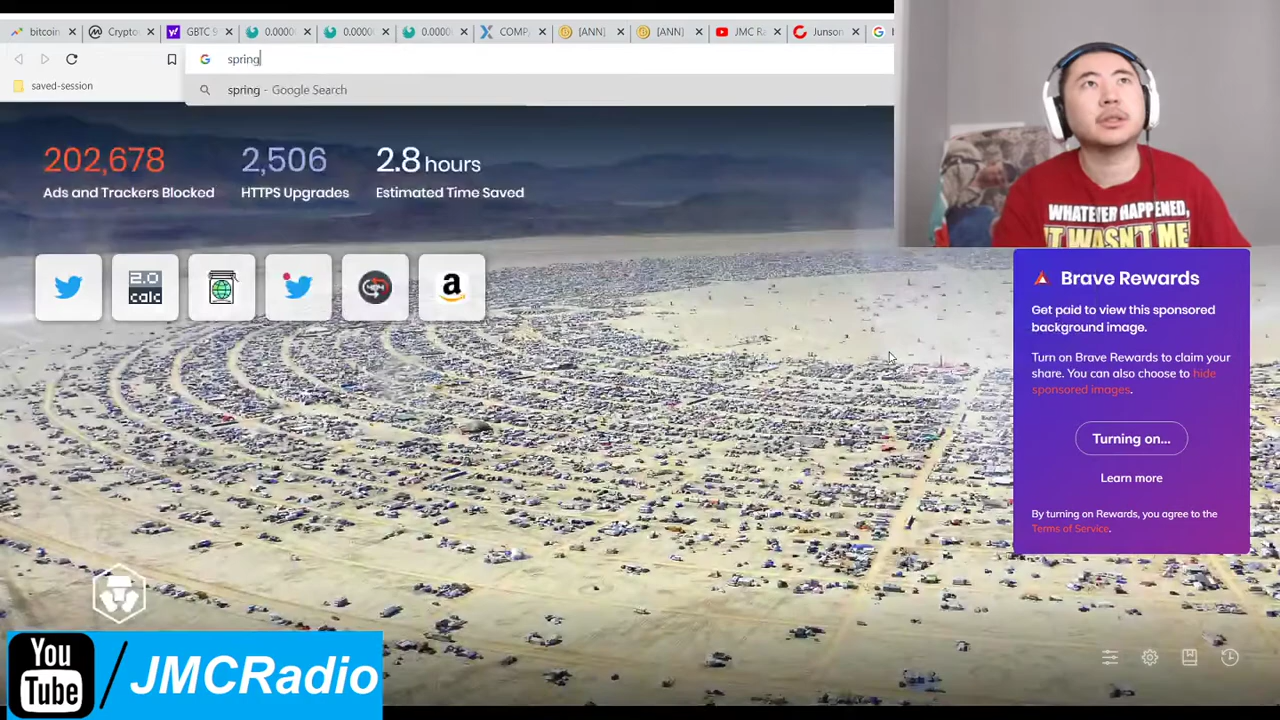 bitcoin
Crypto
GBTC 9
0.0000
0.0000
0.0000
COMP.
[ANN]
[ANN]
JMC Ra
Junson
spring
saved-session
spring - Google Search
202,678
Ads and Trackers Blocked
2,506
HTTPS Upgrades
2.8 hours
Estimated Time Saved
WHATEVER HAPPENED,
IT WASN'T ME
2.0
calc
a
Brave Rewards
Get paid to view this sponsored
background image.
Turn on Brave Rewards to claim your
share. You can also choose to hide
sponsored images.
Turning on...
Learn more
By turning on Rewards, you agree to the
Terms of Service.
You
Tube
/JMCRadio